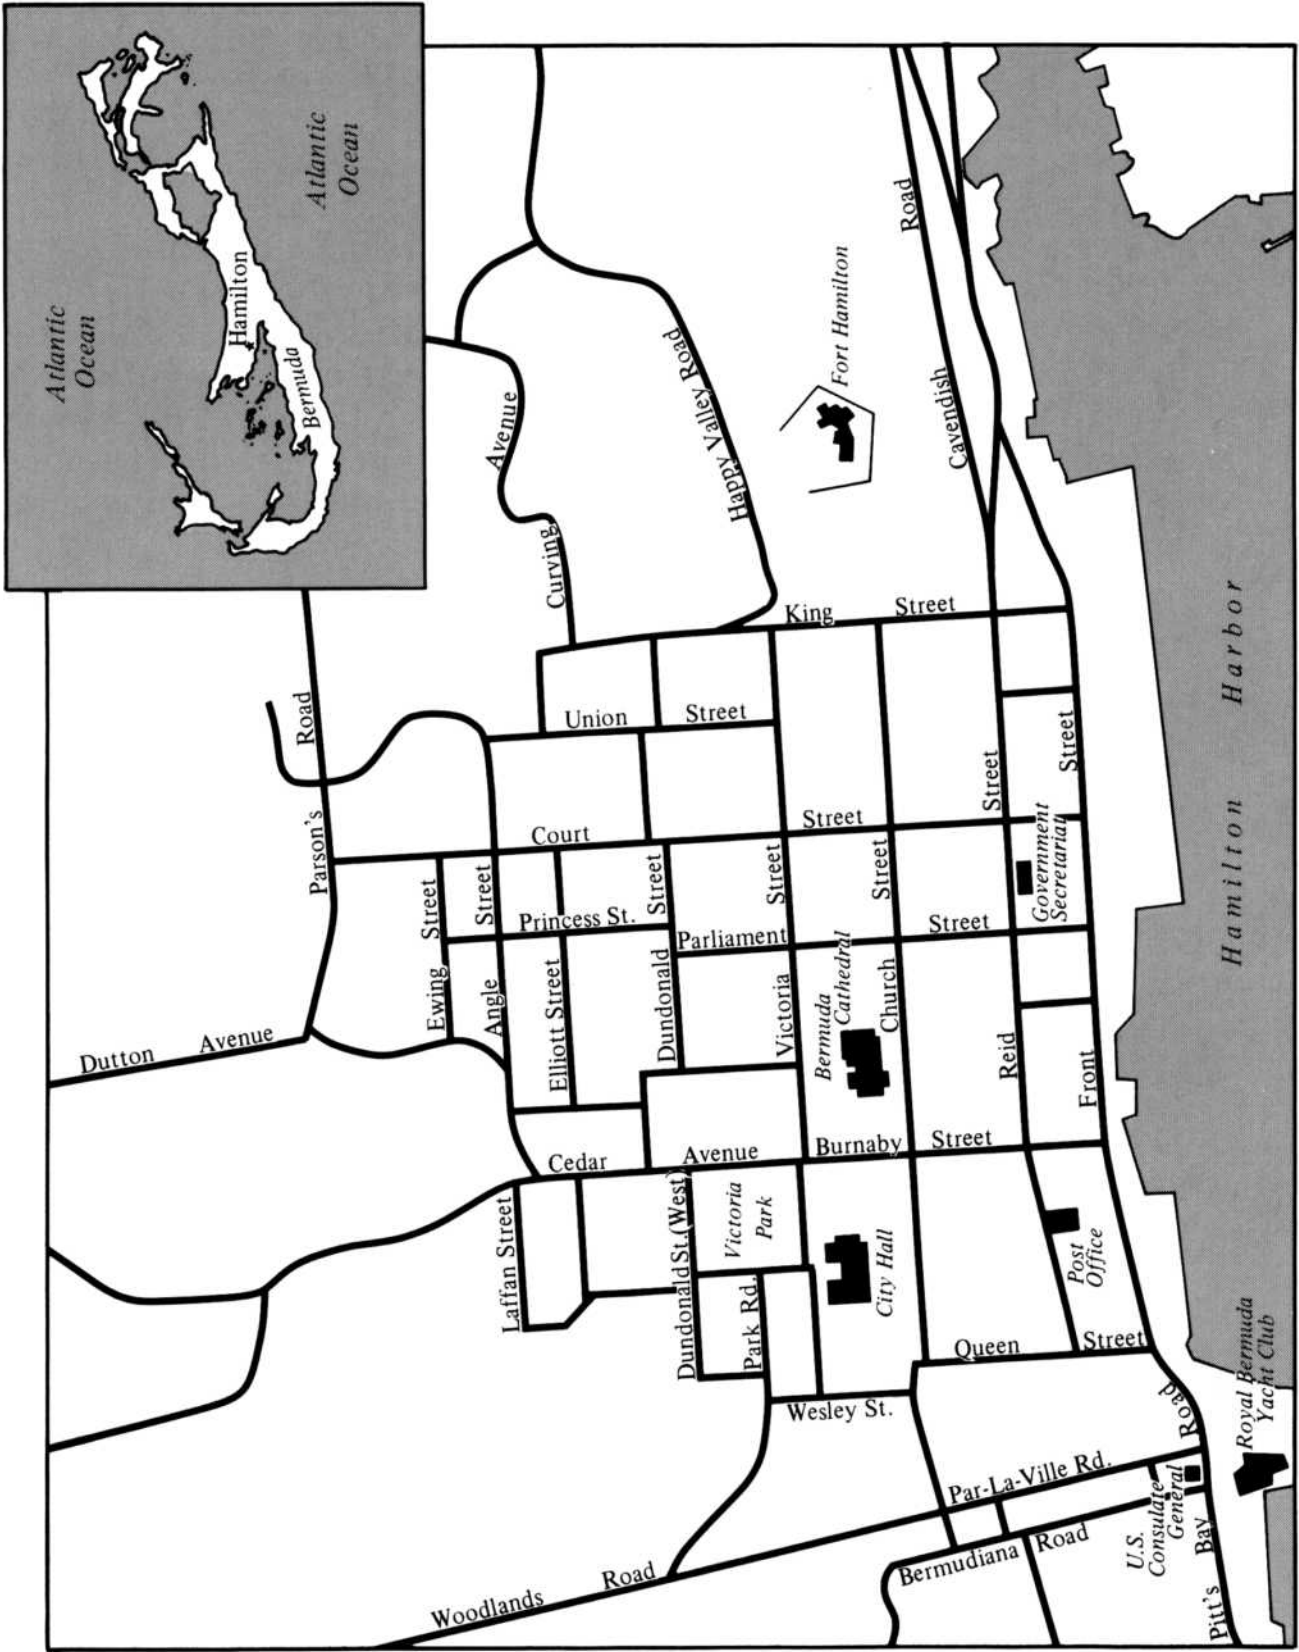 Atlantic
Ocean
Atlantic
Ocean
Hamilton
Bermuda
Road
Cavendish
Fort Hamilton
Happy Valley Road
Avenue
Curving
King
Street
Union
Street
Road
Parson's
Court
Street
Street
Street
Government
Secretariat
Street
Street
Street
Street
Street
Princess St.
Parliament
Street
Ewing
Angle
Elliott Street
Dundonald
Victoria
Bermuda
Cathedral
Church
Reid
Front
Dutton
Avenue
Cedar
Avenue
Burnaby
Street
Laffan Street
Dundonald St. (West)
Victoria
Park
Park Rd.
City Hall
Post
Office
Queen
Street
Wesley St.
Par-La-Ville Rd.
Woodlands
Road
Bermudiana
Road
U.S.
Consulate
General
Pitt's
Bay
Road
Royal Bermuda
Yacht Club
Hamilton
Harbor